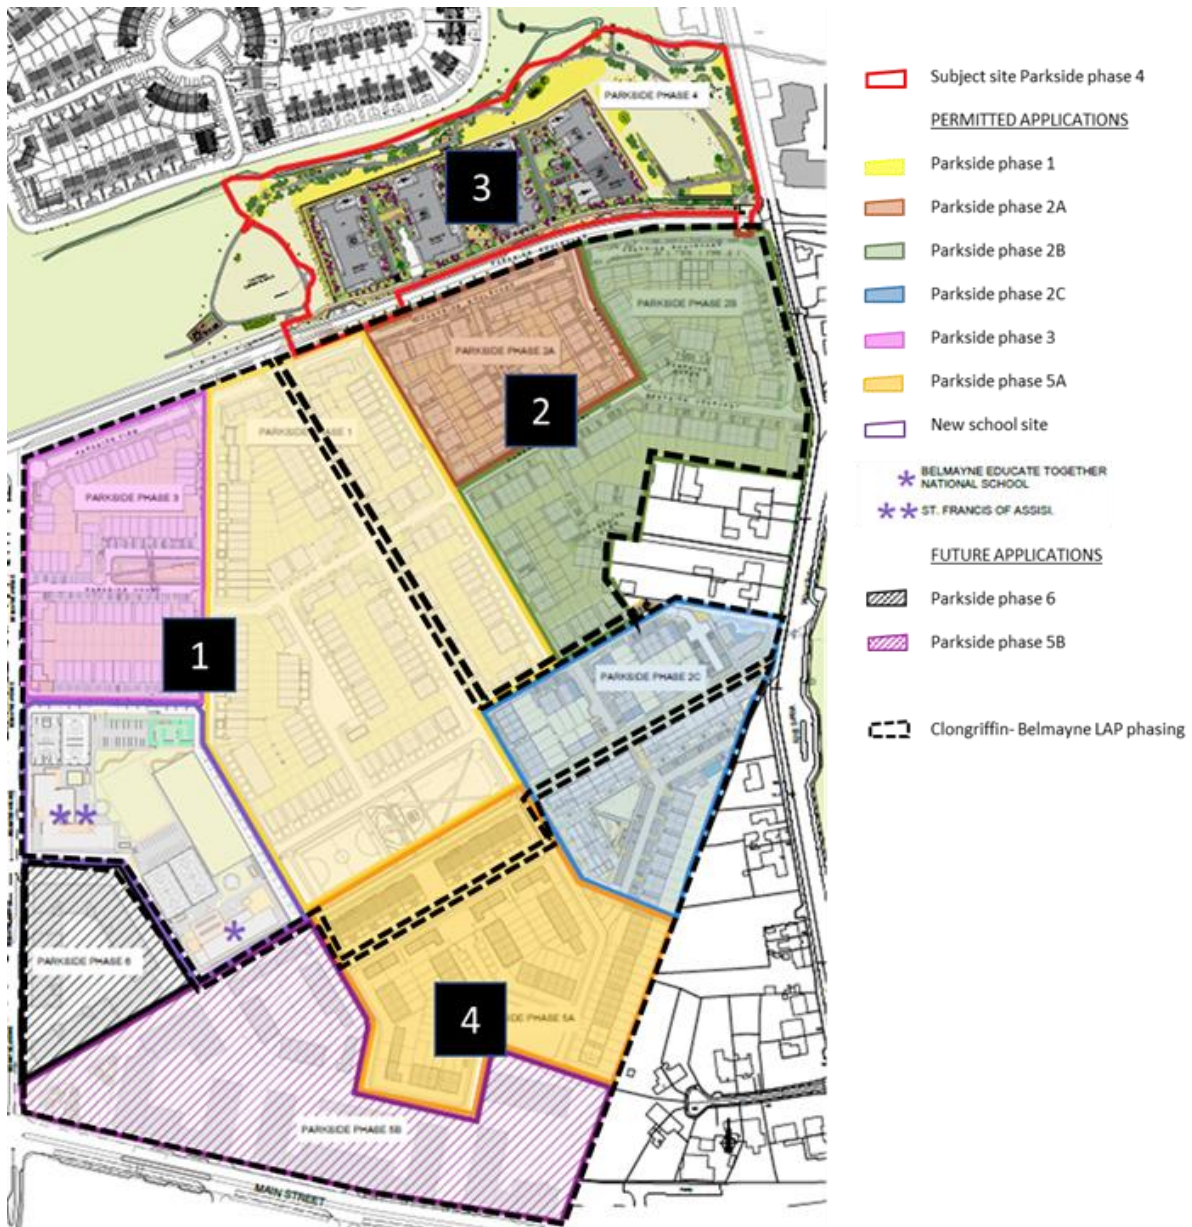 PARKSIDE PHASE 4
3
PARKSIDE PHASE 2B
PARKSIDE PHASE 2A
2
PARKSIDE PHASE 1
PARKSIDE PHASE 3
1
PARKSIDE PHASE 2C
**
*
PARKSIDE PHASE 6
4
DE PHASE 5A
PARKSIDE PHASE 5B
MAIN STREET
Subject site Parkside phase 4
PERMITTED APPLICATIONS
Parkside phase 1
Parkside phase 2A
Parkside phase 2B
Parkside phase 2C
Parkside phase 3
Parkside phase 5A
New school site
* BELMAYNE EDUCATE TOGETHER
NATIONAL SCHOOL
** ST. FRANCIS OF ASSISI.
FUTURE APPLICATIONS
Parkside phase 6
Parkside phase 5B
Clongriffin- Belmayne LAP phasing